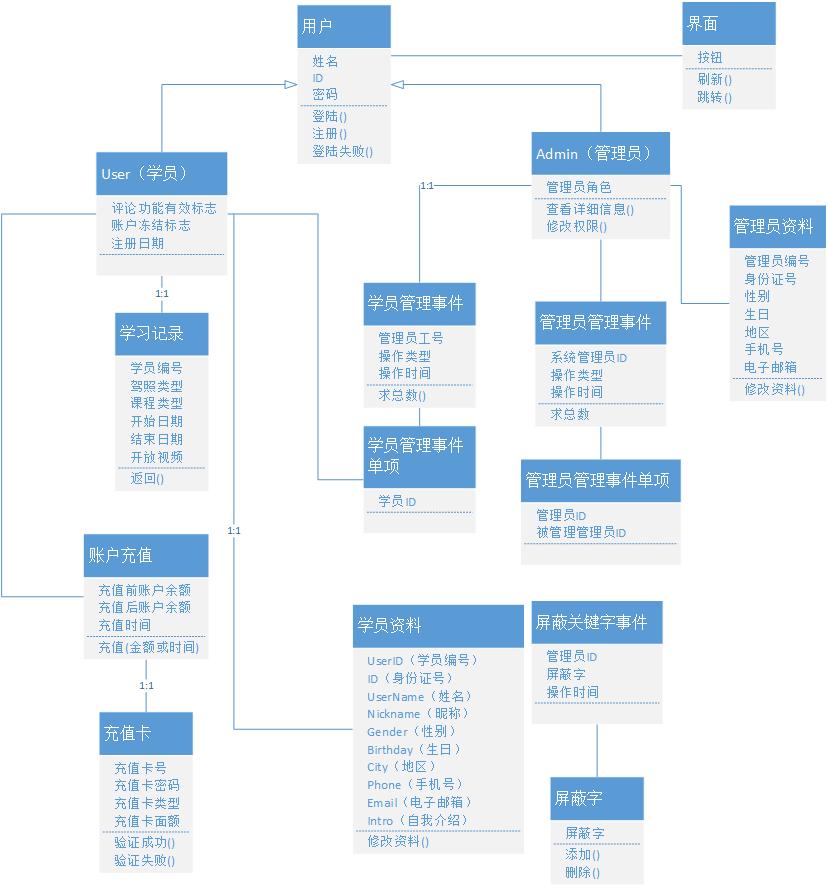 用户
姓名
ID
密码
登陆()
注册()
登陆失败()
界面
按钮
刷新()
跳转()
User（学员）
评论功能有效标志
账户冻结标志
注册日期
Admin（管理员）
管理员角色
查看详细信息()
修改权限()
1:1
管理员资料
管理员编号
身份证号
性别
生日
地区
手机号
电子邮箱
修改资料()
1:1
学习记录
学员编号
驾照类型
课程类型
开始日期
结束日期
开放视频
返回()
学员管理事件
管理员工号
操作类型
操作时间
求总数()
管理员管理事件
系统管理员ID
操作类型
操作时间
求总数
学员管理事件
单项
学员ID
管理员管理事件单项
管理员ID
被管理管理员ID
1:1
账户充值
充值前账户余额
充值后账户余额
充值时间
充值(金额或时间)
1:1
充值卡
充值卡号
充值卡密码
充值卡类型
充值卡面额
验证成功()
验证失败()
学员资料
UserID（学员编号）
ID（身份证号）
UserName（姓名）
Nickname（昵称）
Gender（性别）
Birthday（生日）
City（地区）
Phone（手机号）
Email（电子邮箱）
Intro（自我介绍）
修改资料()
屏蔽关键字事件
管理员ID
屏蔽字
操作时间
屏蔽字
屏蔽字
添加()
删除()